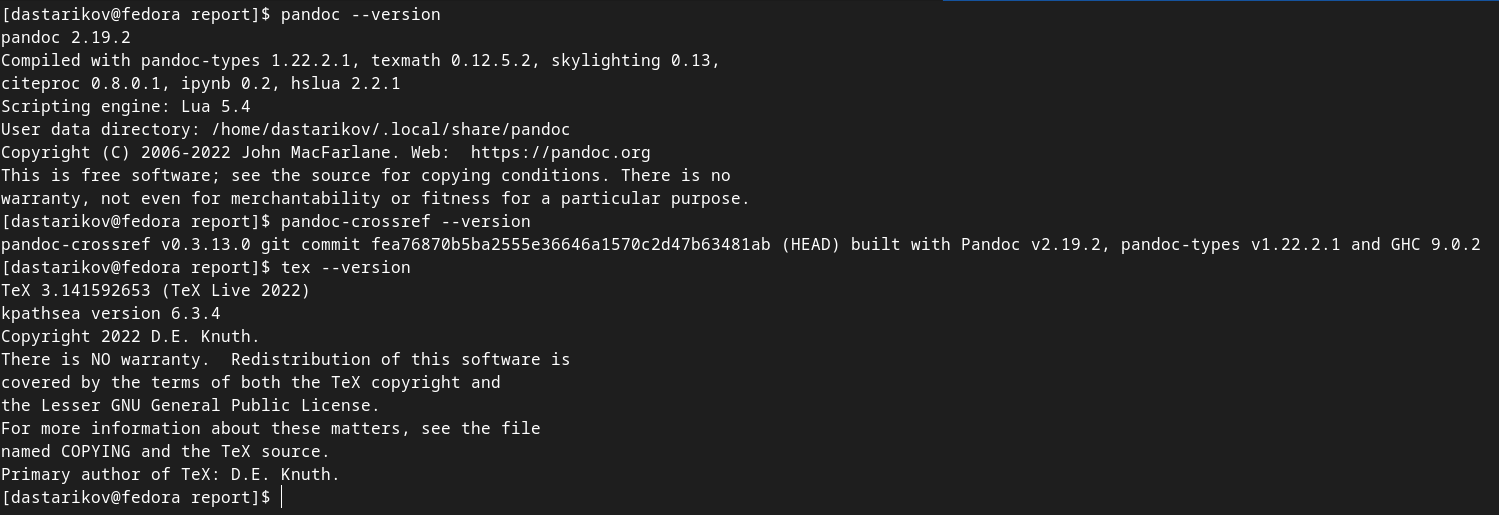 [dastarikov@fedora report]$ pandoc --version
pandoc 2.19.2
Compiled with pandoc-types 1.22.2.1, texmath 0.12.5.2, skylighting 0.13,
citeproc 0.8.0.1, ipynb 0.2, hslua 2.2.1
Scripting engine: Lua 5.4
User data directory: /home/dastarikov/.local/share/pandoc
Copyright (C) 2006-2022 John MacFarlane. Web:  https://pandoc.org
This is free software; see the source for copying conditions. There is no
warranty, not even for merchantability or fitness for a particular purpose.
[dastarikov@fedora report]$ pandoc-crossref --version
pandoc-crossref v0.3.13.0 git commit fea76870b5ba2555e36646a1570c2d47b63481ab (HEAD) built with Pandoc v2.19.2, pandoc-types v1.22.2.1 and GHC 9.0.2
[dastarikov@fedora report]$ tex --version
TeX 3.141592653 (TeX Live 2022)
kpathsea version 6.3.4
Copyright 2022 D.E. Knuth.
There is NO warranty.  Redistribution of this software is
covered by the terms of both the TeX copyright and
the Lesser GNU General Public License.
For more information about these matters, see the file
named COPYING and the TeX source.
Primary author of TeX: D.E. Knuth.
[dastarikov@fedora report]$